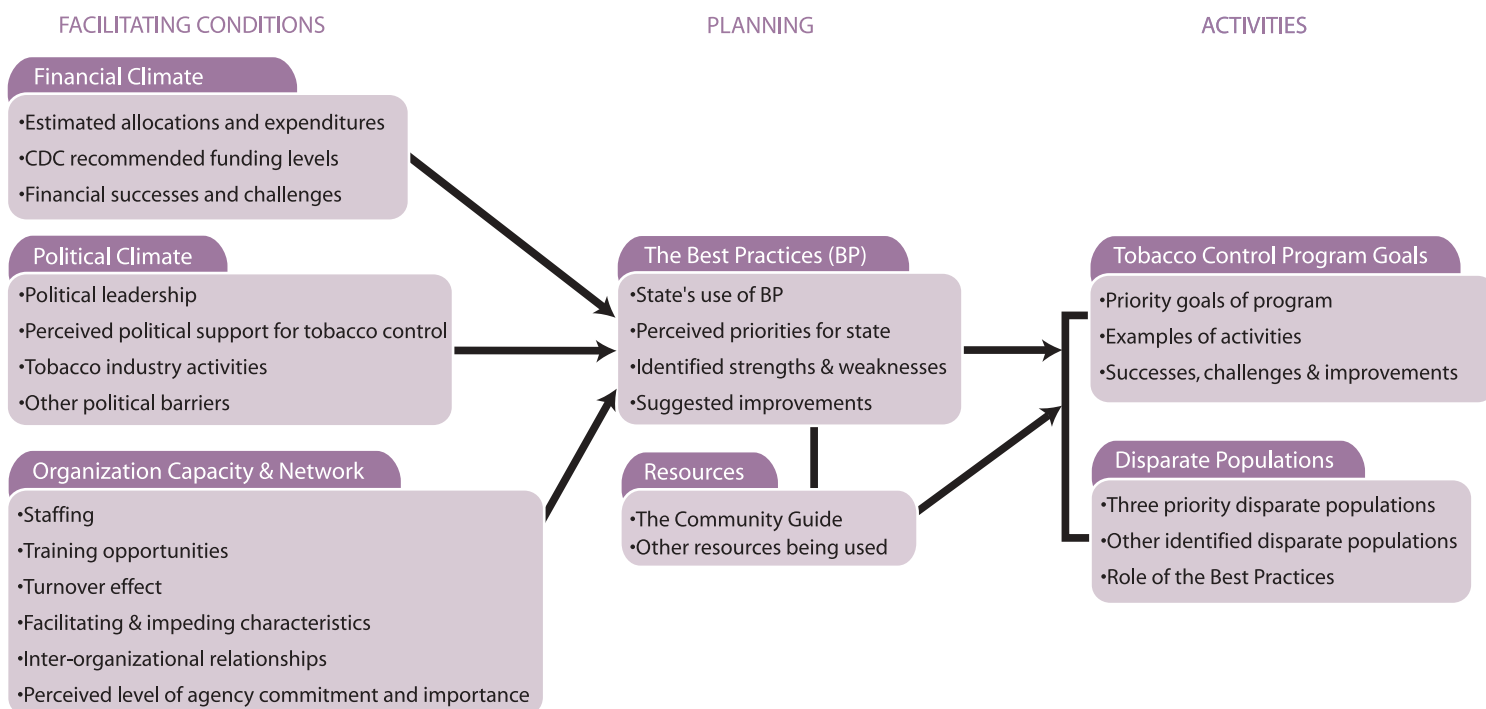 FACILITATING CONDITIONS
Financial Climate
•Estimated allocations and expenditures
•CDC recommended funding levels
•Financial successes and challenges
Political Climate
•Political leadership
•Perceived political support for tobacco control
•Tobacco industry activities
•Other political barriers
Organization Capacity & Network
•Staffing
•Training opportunities
•Turnover effect
•Facilitating & impeding characteristics
•Inter-organizational relationships
•Perceived level of agency commitment and importance
PLANNING
The Best Practices (BP)
•State's use of BP
•Perceived priorities for state
•Identified strengths & weaknesses
•Suggested improvements
Resources
•The Community Guide
•Other resources being used
ACTIVITIES
Tobacco Control Program Goals
•Priority goals of program
•Examples of activities
•Successes, challenges & improvements
Disparate Populations
•Three priority disparate populations
•Other identified disparate populations
•Role of the Best Practices